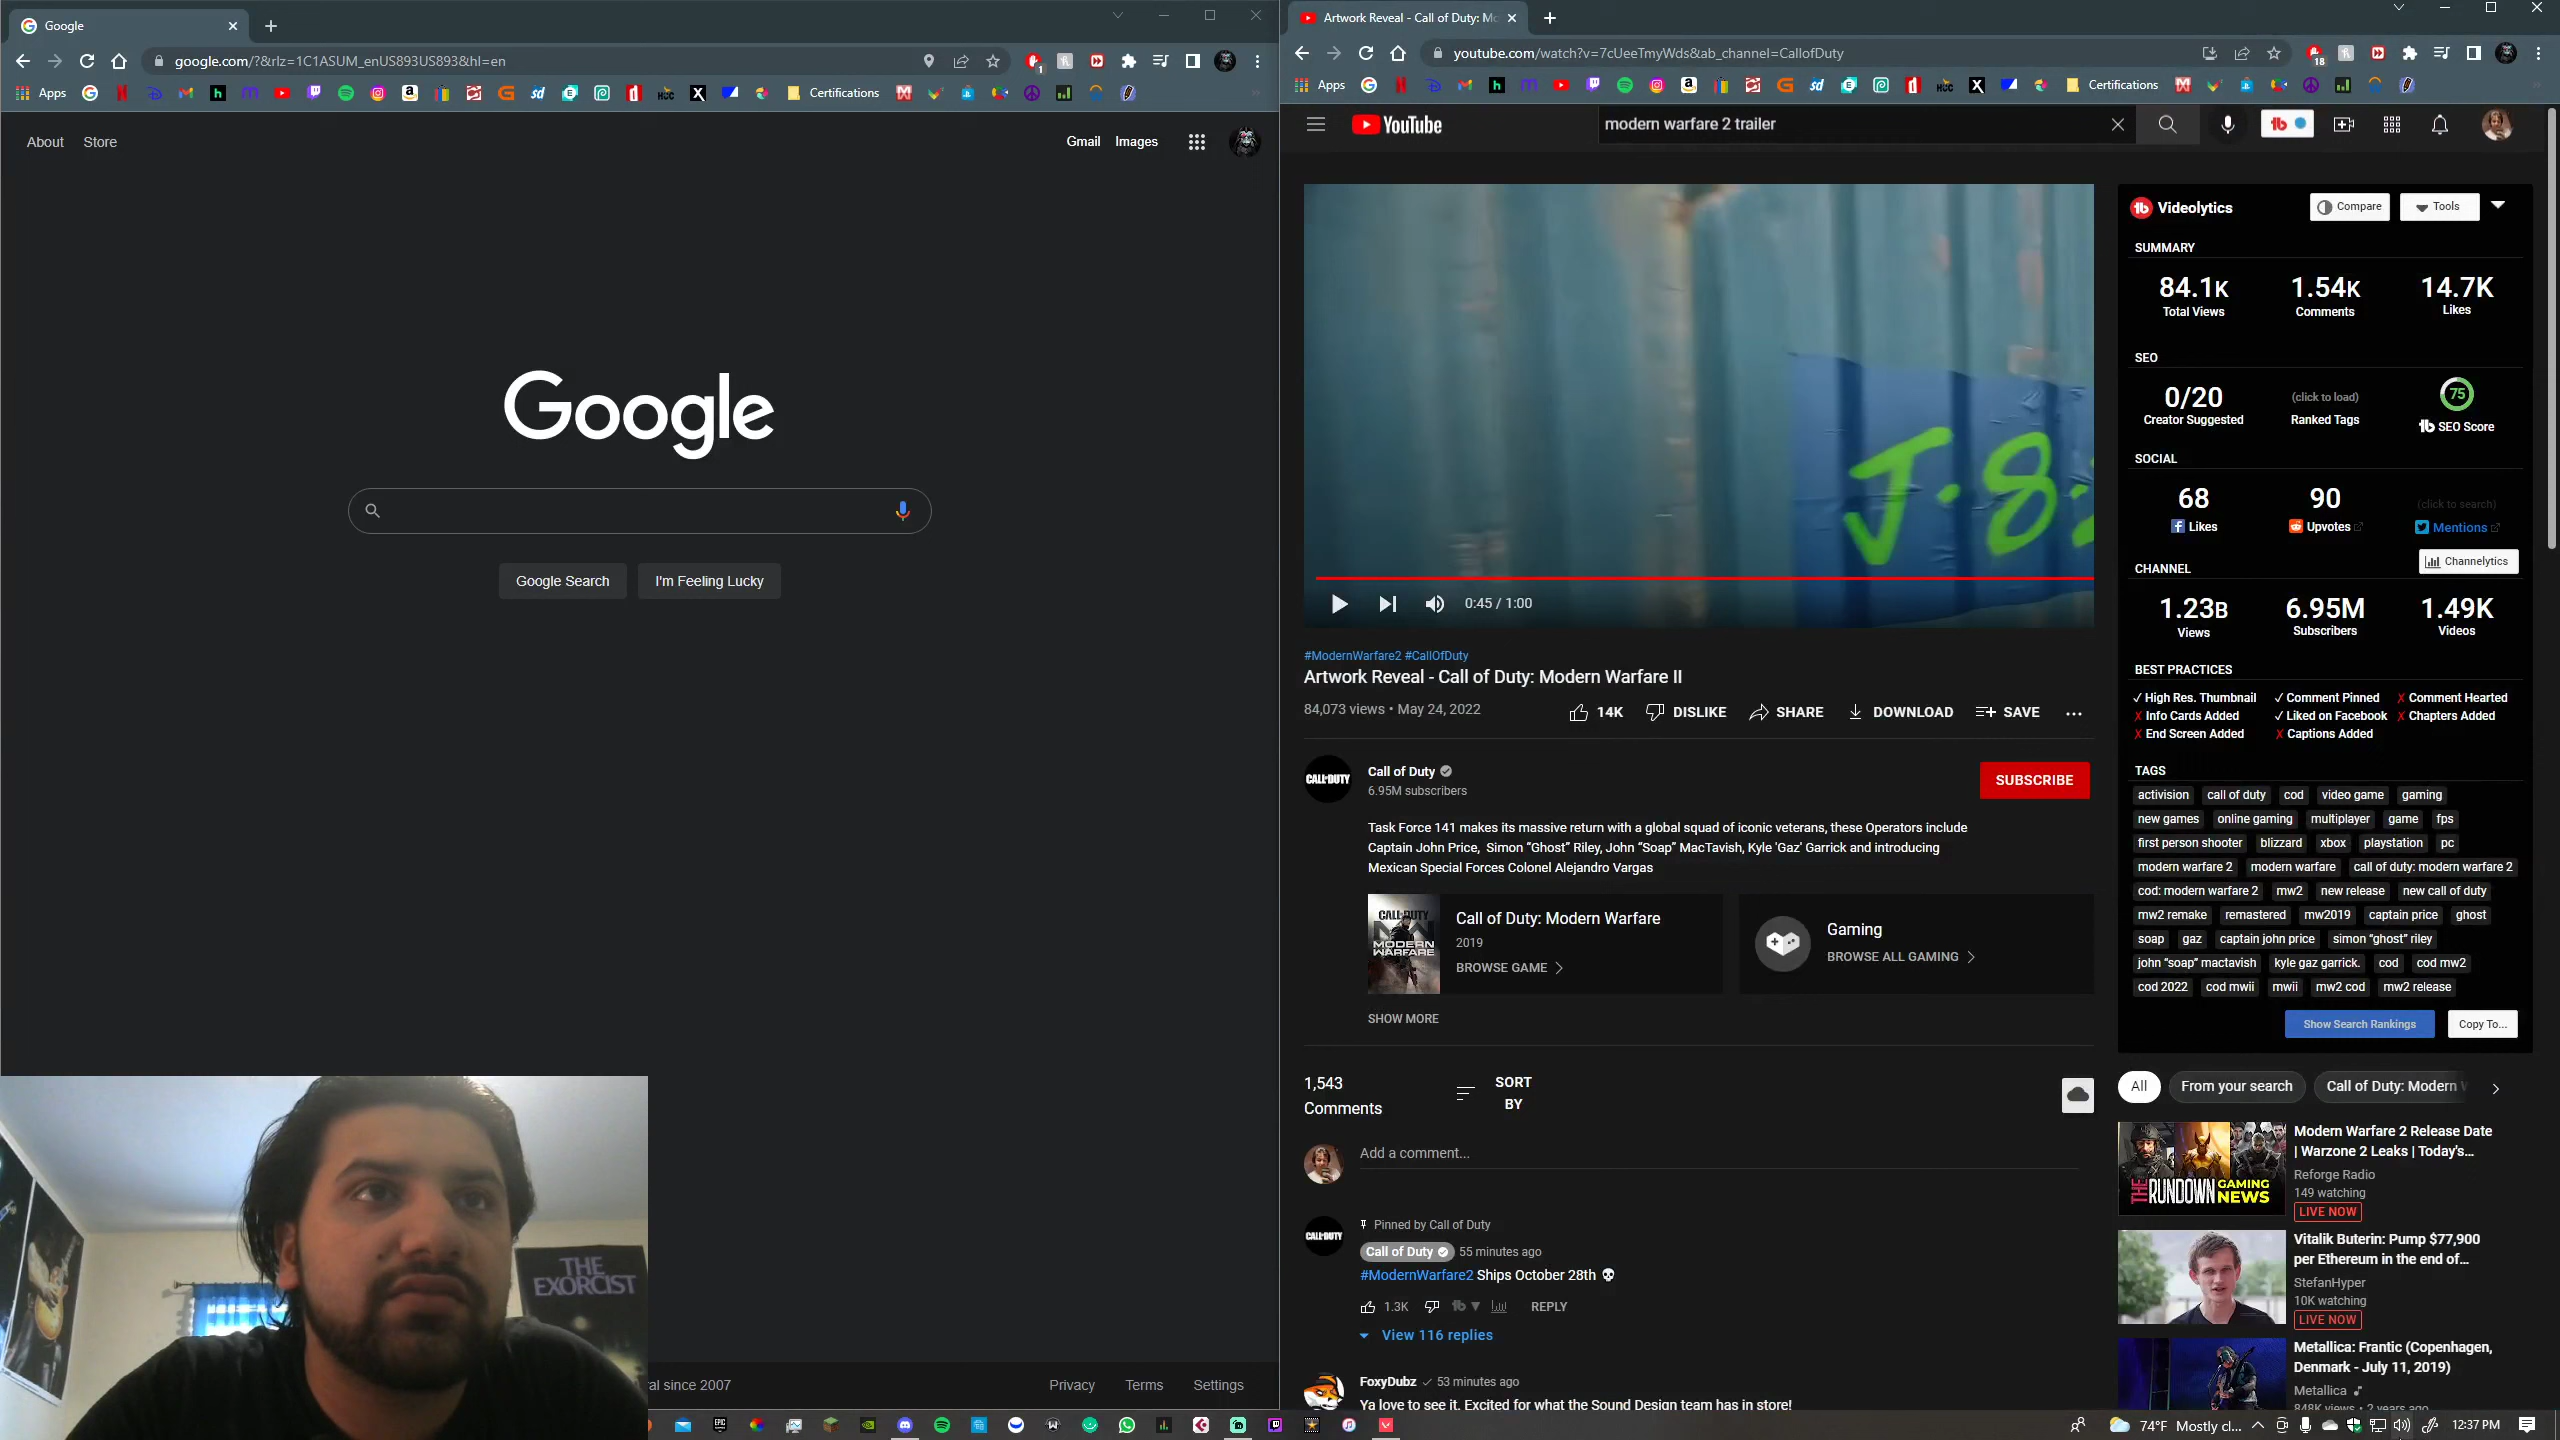 Google
google.com/?&rlz=1C1ASUM_enUS893US893&hl=en
Apps
Certifications
About Store
Gmail Images
Google
Google Search I'm Feeling Lucky
THE
EXORCIST
al since 2007
Privacy Terms Settings
Artwork Reveal - Call of Duty: Mo
youtube.com/watch?v=7cUeeTmyWds&ab_channel=CallofDuty
18
Apps
Certifications
YouTube
modern warfare 2 trailer
J·8:
0:45 / 1:00
#ModernWarfare2 #CallOfDuty
Artwork Reveal - Call of Duty: Modern Warfare II
84,073 views • May 24, 2022
14K DISLIKE SHARE DOWNLOAD SAVE ...
CALL·DUTY
Call of Duty
6.95M subscribers
SUBSCRIBE
Task Force 141 makes its massive return with a global squad of iconic veterans, these Operators include
Captain John Price, Simon “Ghost” Riley, John “Soap” MacTavish, Kyle 'Gaz' Garrick and introducing
Mexican Special Forces Colonel Alejandro Vargas
CALL DUTY
MODERN
WARFARE
Call of Duty: Modern Warfare
2019
BROWSE GAME
Gaming
BROWSE ALL GAMING
SHOW MORE
1,543
Comments
SORT
BY
Add a comment...
Pinned by Call of Duty
Call of Duty 55 minutes ago
#ModernWarfare2 Ships October 28th 💀
1.3K REPLY
View 116 replies
FoxyDubz 53 minutes ago
Ya love to see it. Excited for what the Sound Design team has in store!
Videolytics
Compare Tools
SUMMARY
84.1K 1.54K 14.7K
Total Views Comments Likes
SEO
0/20 (click to load) 75
Creator Suggested Ranked Tags SEO Score
SOCIAL
68 90 (click to search)
Likes Upvotes Mentions
CHANNEL
Channelytics
1.23B 6.95M 1.49K
Views Subscribers Videos
BEST PRACTICES
✓ High Res. Thumbnail ✓ Comment Pinned ✗ Comment Hearted
✗ Info Cards Added ✓ Liked on Facebook ✗ Chapters Added
✗ End Screen Added ✗ Captions Added
TAGS
activision call of duty cod video game gaming
new games online gaming multiplayer game fps
first person shooter blizzard xbox playstation pc
modern warfare 2 modern warfare call of duty: modern warfare 2
cod: modern warfare 2 mw2 new release new call of duty
mw2 remake remastered mw2019 captain price ghost
soap gaz captain john price simon “ghost” riley
john “soap” mactavish kyle gaz garrick. cod cod mw2
cod 2022 cod mwii mwii mw2 cod mw2 release
Show Search Rankings Copy To...
All From your search Call of Duty: Modern W
THE RUNDOWN GAMING NEWS
Modern Warfare 2 Release Date
| Warzone 2 Leaks | Today's...
Reforge Radio
149 watching
LIVE NOW
Vitalik Buterin: Pump $77,900
per Ethereum in the end of...
StefanHyper
10K watching
LIVE NOW
Metallica: Frantic (Copenhagen,
Denmark - July 11, 2019)
Metallica
848K views • 2 years ago
74°F Mostly cl... 12:37 PM